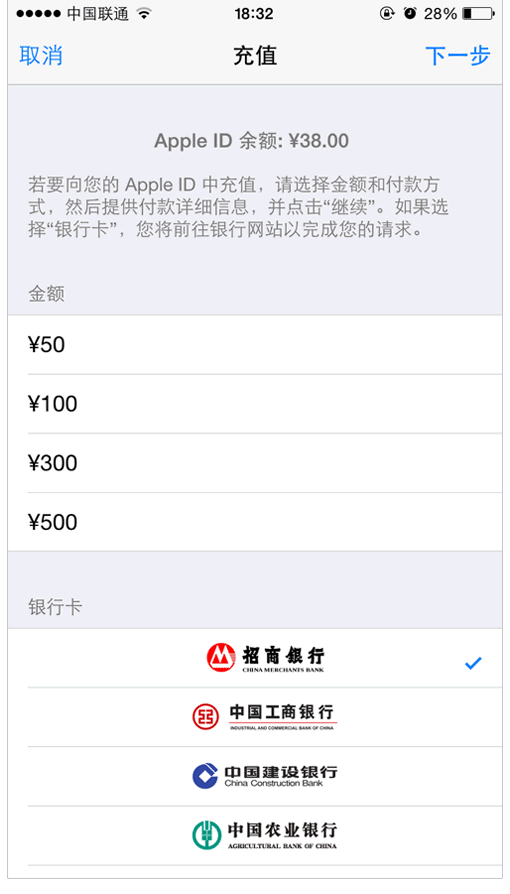 中国联通 18:32 28%
取消 充值 下一步
Apple ID 余额: ¥38.00
若要向您的 Apple ID 中充值，请选择金额和付款方
式，然后提供付款详细信息，并点击“继续”。如果选
择“银行卡”，您将前往银行网站以完成您的请求。
金额
¥50
¥100
¥300
¥500
银行卡
招商银行
CHINA MERCHANTS BANK
中国工商银行
INDUSTRIAL AND COMMERCIAL BANK OF CHINA
中国建设银行
China Construction Bank
中国农业银行
AGRICULTURAL BANK OF CHINA